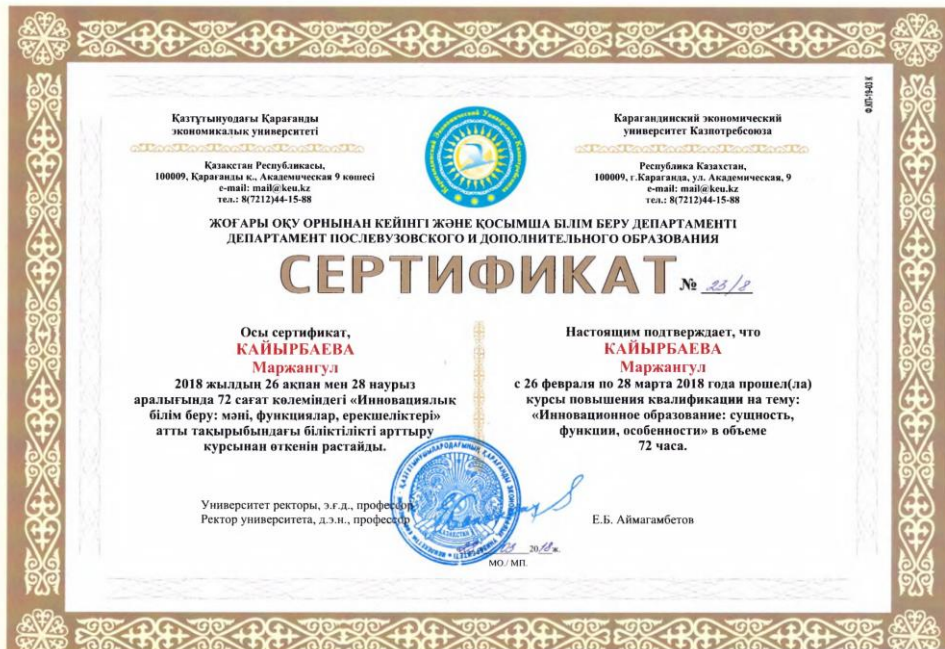 Ф.КП-19-03 К
Қазтұтынуодағы Қарағанды
экономикалық университеті
Қазақстан Республикасы,
100009, Қарағанды қ., Академическая 9 көшесі
e-mail: mail@keu.kz
тел.: 8(7212)44-15-88
Карагандинский экономический
университет Казпотребсоюза
Республика Казахстан,
100009, г.Караганда, ул. Академическая, 9
e-mail: mail@keu.kz
тел.: 8(7212)44-15-88
ЖОҒАРЫ ОҚУ ОРНЫНАН КЕЙІНГІ ЖӘНЕ ҚОСЫМША БІЛІМ БЕРУ ДЕПАРТАМЕНТІ
ДЕПАРТАМЕНТ ПОСЛЕВУЗОВСКОГО И ДОПОЛНИТЕЛЬНОГО ОБРАЗОВАНИЯ
СЕРТИФИКАТ № 23/8
Осы сертификат,
КАЙЫРБАЕВА
Маржангул
2018 жылдың 26 ақпан мен 28 наурыз
аралығында 72 сағат көлеміндегі «Инновациялық
білім беру: мәні, функциялар, ерекшеліктері»
атты тақырыбындағы біліктілікті арттыру
курсынан өткенін растайды.
Настоящим подтверждает, что
КАЙЫРБАЕВА
Маржангул
с 26 февраля по 28 марта 2018 года прошел(ла)
курсы повышения квалификации на тему:
«Инновационное образование: сущность,
функции, особенности» в объеме
72 часа.
Университет ректоры, э.ғ.д., профессор
Ректор университета, д.э.н., профессор
Е.Б. Аймагамбетов
2018 ж.
МО./ МП.